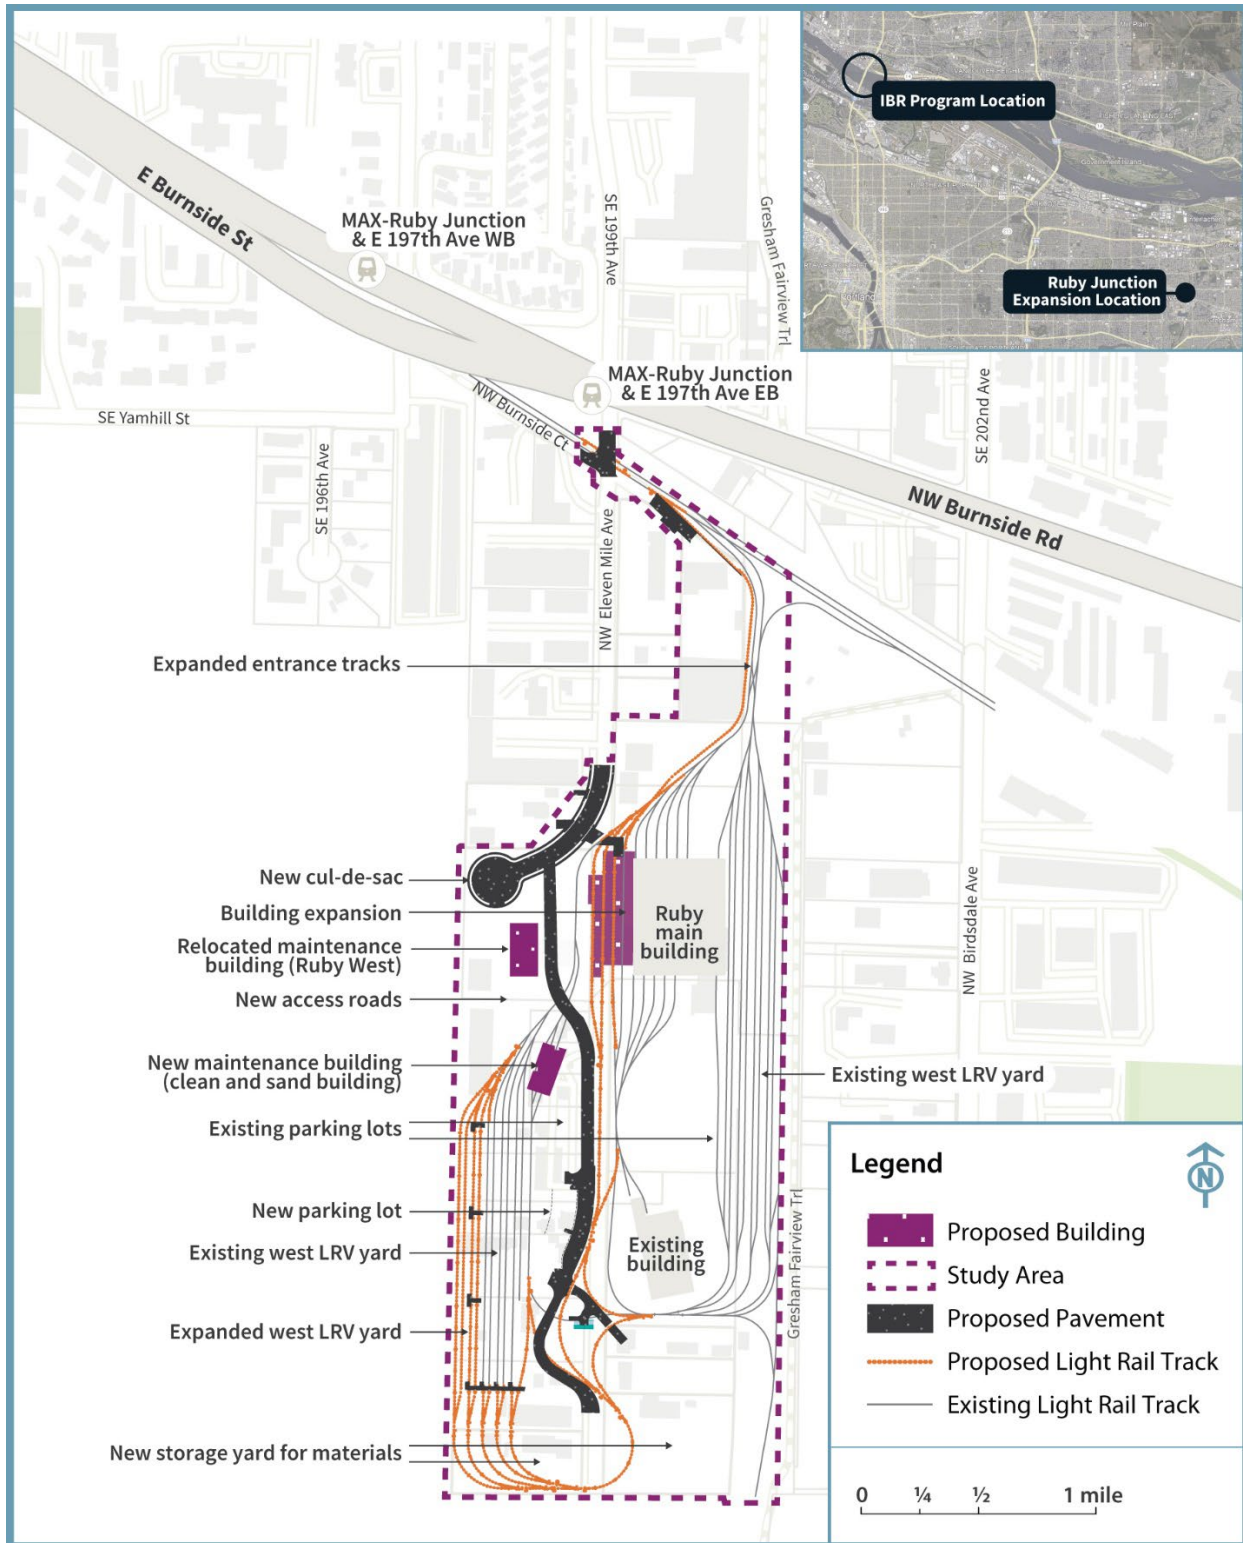 IBR Program Location
Ruby Junction
Expansion Location
E Burnside St
MAX-Ruby Junction
& E 197th Ave WB
SE 199th Ave
Gresham Fairview Trl
MAX-Ruby Junction
& E 197th Ave EB
SE Yamhill St
NW Burnside Ct
SE 196th Ave
SE 202nd Ave
NW Burnside Rd
NW Eleven Mile Ave
Expanded entrance tracks
New cul-de-sac
Building expansion
Ruby
main
building
Relocated maintenance
building (Ruby West)
New access roads
NW Birdsdale Ave
New maintenance building
(clean and sand building)
Existing west LRV yard
Existing parking lots
New parking lot
Existing west LRV yard
Existing
building
Gresham Fairview Trl
Expanded west LRV yard
New storage yard for materials
Legend
N
Proposed Building
Study Area
Proposed Pavement
Proposed Light Rail Track
Existing Light Rail Track
0 ¼ ½ 1 mile